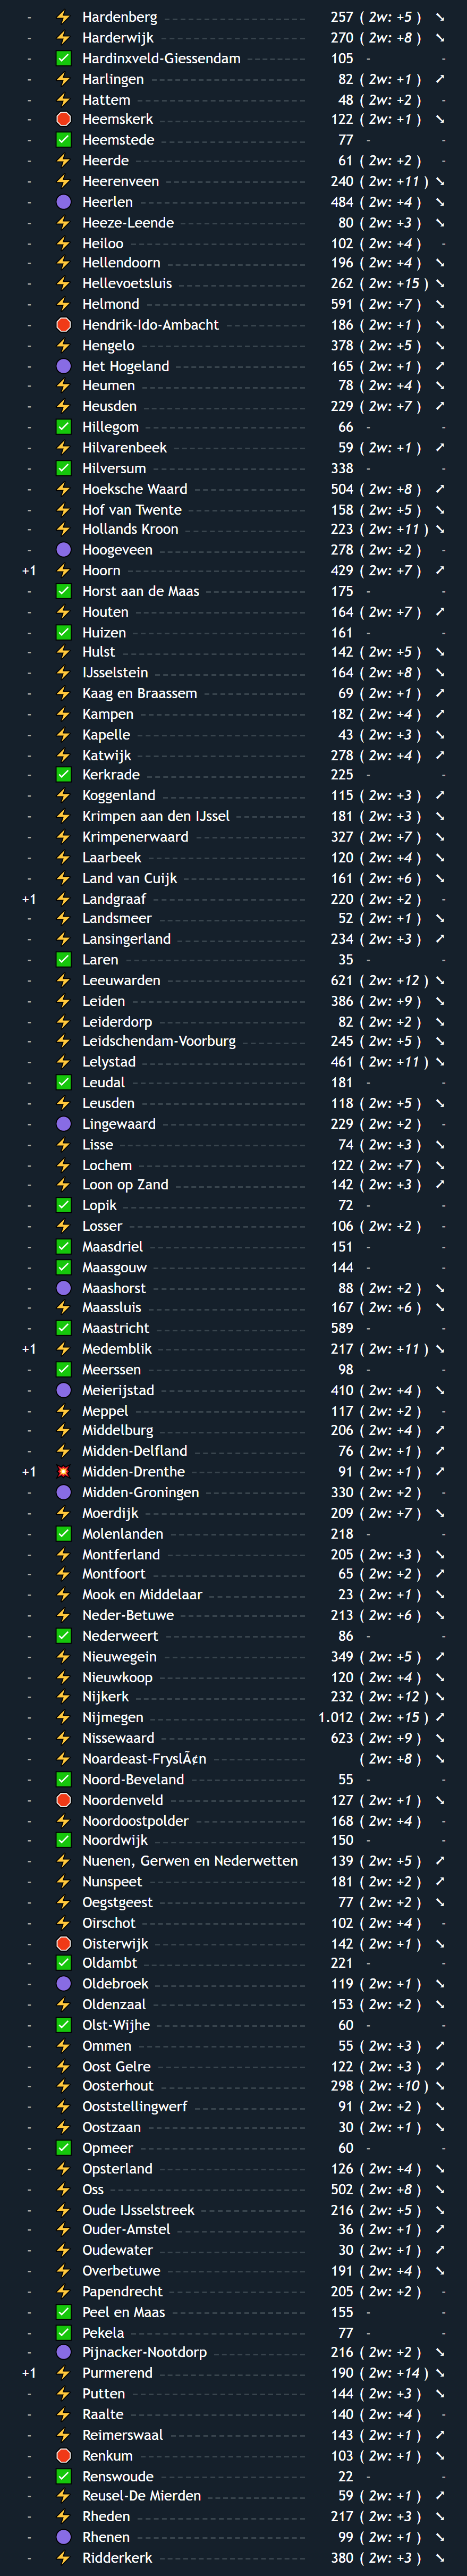 - ⚡ Hardenberg 257 ( 2w: +5 ) ↘
- ⚡ Harderwijk 270 ( 2w: +8 ) ↘
- ✅ Hardinxveld-Giessendam 105 - -
- ⚡ Harlingen 82 ( 2w: +1 ) ↗
- ⚡ Hattem 48 ( 2w: +2 ) -
- 🛑 Heemskerk 122 ( 2w: +1 ) ↘
- ✅ Heemstede 77 - -
- ⚡ Heerde 61 ( 2w: +2 ) -
- ⚡ Heerenveen 240 ( 2w: +11 ) ↘
- 🟣 Heerlen 484 ( 2w: +4 ) ↘
- ⚡ Heeze-Leende 80 ( 2w: +3 ) ↘
- ⚡ Heiloo 102 ( 2w: +4 ) -
- ⚡ Hellendoorn 196 ( 2w: +4 ) ↘
- ⚡ Hellevoetsluis 262 ( 2w: +15 ) ↘
- ⚡ Helmond 591 ( 2w: +7 ) ↘
- 🛑 Hendrik-Ido-Ambacht 186 ( 2w: +1 ) ↘
- ⚡ Hengelo 378 ( 2w: +5 ) ↘
- 🟣 Het Hogeland 165 ( 2w: +1 ) ↗
- ⚡ Heumen 78 ( 2w: +4 ) ↘
- ⚡ Heusden 229 ( 2w: +7 ) ↗
- ✅ Hillegom 66 - -
- ⚡ Hilvarenbeek 59 ( 2w: +1 ) ↗
- ✅ Hilversum 338 - -
- ⚡ Hoeksche Waard 504 ( 2w: +8 ) ↗
- ⚡ Hof van Twente 158 ( 2w: +5 ) ↘
- ⚡ Hollands Kroon 223 ( 2w: +11 ) ↘
- 🟣 Hoogeveen 278 ( 2w: +2 ) -
+1 ⚡ Hoorn 429 ( 2w: +7 ) ↗
- ✅ Horst aan de Maas 175 - -
- ⚡ Houten 164 ( 2w: +7 ) ↗
- ✅ Huizen 161 - -
- ⚡ Hulst 142 ( 2w: +5 ) ↘
- ⚡ IJsselstein 164 ( 2w: +8 ) ↘
- ⚡ Kaag en Braassem 69 ( 2w: +1 ) ↗
- ⚡ Kampen 182 ( 2w: +4 ) ↗
- ⚡ Kapelle 43 ( 2w: +3 ) ↘
- ⚡ Katwijk 278 ( 2w: +4 ) ↗
- ✅ Kerkrade 225 - -
- ⚡ Koggenland 115 ( 2w: +3 ) ↗
- ⚡ Krimpen aan den IJssel 181 ( 2w: +3 ) ↘
- ⚡ Krimpenerwaard 327 ( 2w: +7 ) ↘
- ⚡ Laarbeek 120 ( 2w: +4 ) ↘
- ⚡ Land van Cuijk 161 ( 2w: +6 ) ↘
+1 ⚡ Landgraaf 220 ( 2w: +2 ) -
- ⚡ Landsmeer 52 ( 2w: +1 ) ↘
- ⚡ Lansingerland 234 ( 2w: +3 ) ↗
- ✅ Laren 35 - -
- ⚡ Leeuwarden 621 ( 2w: +12 ) ↘
- ⚡ Leiden 386 ( 2w: +9 ) ↘
- ⚡ Leiderdorp 82 ( 2w: +2 ) ↘
- ⚡ Leidschendam-Voorburg 245 ( 2w: +5 ) ↘
- ⚡ Lelystad 461 ( 2w: +11 ) ↘
- ✅ Leudal 181 - -
- ⚡ Leusden 118 ( 2w: +5 ) ↘
- 🟣 Lingewaard 229 ( 2w: +2 ) -
- ⚡ Lisse 74 ( 2w: +3 ) ↘
- ⚡ Lochem 122 ( 2w: +7 ) ↘
- ⚡ Loon op Zand 142 ( 2w: +3 ) ↗
- ✅ Lopik 72 - -
- ⚡ Losser 106 ( 2w: +2 ) -
- ✅ Maasdriel 151 - -
- ✅ Maasgouw 144 - -
- 🟣 Maashorst 88 ( 2w: +2 ) ↘
- ⚡ Maassluis 167 ( 2w: +6 ) ↘
- ✅ Maastricht 589 - -
+1 ⚡ Medemblik 217 ( 2w: +11 ) ↘
- ✅ Meerssen 98 - -
- 🟣 Meierijstad 410 ( 2w: +4 ) ↘
- ⚡ Meppel 117 ( 2w: +2 ) -
- ⚡ Middelburg 206 ( 2w: +4 ) ↗
- ⚡ Midden-Delfland 76 ( 2w: +1 ) ↗
+1 💥 Midden-Drenthe 91 ( 2w: +1 ) ↗
- 🟣 Midden-Groningen 330 ( 2w: +2 ) -
- ⚡ Moerdijk 209 ( 2w: +7 ) ↘
- ✅ Molenlanden 218 - -
- ⚡ Montferland 205 ( 2w: +3 ) ↘
- ⚡ Montfoort 65 ( 2w: +2 ) ↗
- ⚡ Mook en Middelaar 23 ( 2w: +1 ) ↘
- ⚡ Neder-Betuwe 213 ( 2w: +6 ) ↘
- ✅ Nederweert 86 - -
- ⚡ Nieuwegein 349 ( 2w: +5 ) ↗
- ⚡ Nieuwkoop 120 ( 2w: +4 ) ↘
- ⚡ Nijkerk 232 ( 2w: +12 ) ↘
- ⚡ Nijmegen 1.012 ( 2w: +15 ) ↗
- ⚡ Nissewaard 623 ( 2w: +9 ) ↘
- ⚡ Noardeast-FryslÃ¢n ( 2w: +8 ) ↘
- ✅ Noord-Beveland 55 - -
- 🛑 Noordenveld 127 ( 2w: +1 ) ↘
- ⚡ Noordoostpolder 168 ( 2w: +4 ) -
- ✅ Noordwijk 150 - -
- ⚡ Nuenen, Gerwen en Nederwetten 139 ( 2w: +5 ) ↗
- ⚡ Nunspeet 181 ( 2w: +2 ) ↗
- ⚡ Oegstgeest 77 ( 2w: +2 ) ↘
- ⚡ Oirschot 102 ( 2w: +4 ) -
- 🛑 Oisterwijk 142 ( 2w: +1 ) ↘
- ✅ Oldambt 221 - -
- 🟣 Oldebroek 119 ( 2w: +1 ) ↘
- ⚡ Oldenzaal 153 ( 2w: +2 ) ↘
- ✅ Olst-Wijhe 60 - -
- ⚡ Ommen 55 ( 2w: +3 ) ↗
- ⚡ Oost Gelre 122 ( 2w: +3 ) ↗
- ⚡ Oosterhout 298 ( 2w: +10 ) ↘
- ⚡ Ooststellingwerf 91 ( 2w: +2 ) ↘
- ⚡ Oostzaan 30 ( 2w: +1 ) ↘
- ✅ Opmeer 60 - -
- ⚡ Opsterland 126 ( 2w: +4 ) ↘
- ⚡ Oss 502 ( 2w: +8 ) ↘
- ⚡ Oude IJsselstreek 216 ( 2w: +5 ) ↘
- ⚡ Ouder-Amstel 36 ( 2w: +1 ) ↗
- ⚡ Oudewater 30 ( 2w: +1 ) ↗
- ⚡ Overbetuwe 191 ( 2w: +4 ) ↘
- ⚡ Papendrecht 205 ( 2w: +2 ) -
- ✅ Peel en Maas 155 - -
- ✅ Pekela 77 - -
- 🟣 Pijnacker-Nootdorp 216 ( 2w: +2 ) ↘
+1 ⚡ Purmerend 190 ( 2w: +14 ) ↘
- ⚡ Putten 144 ( 2w: +3 ) ↘
- ⚡ Raalte 140 ( 2w: +4 ) -
- ⚡ Reimerswaal 143 ( 2w: +1 ) ↗
- 🛑 Renkum 103 ( 2w: +1 ) ↘
- ✅ Renswoude 22 - -
- ⚡ Reusel-De Mierden 59 ( 2w: +1 ) ↗
- ⚡ Rheden 217 ( 2w: +3 ) ↘
- 🟣 Rhenen 99 ( 2w: +1 ) ↘
- ⚡ Ridderkerk 380 ( 2w: +3 ) ↘